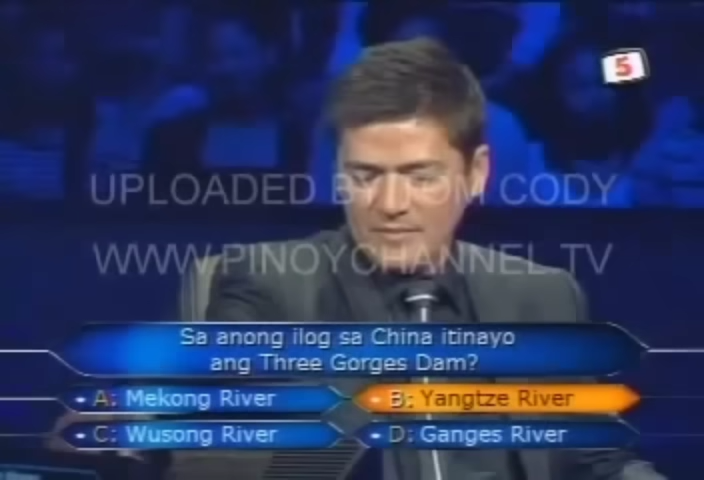 5
UPLOADED BY TOM CODY
WWW.PINOYCHANNEL.TV
Sa anong ilog sa China itinayo
ang Three Gorges Dam?
A: Mekong River
B: Yangtze River
C: Wusong River
D: Ganges River